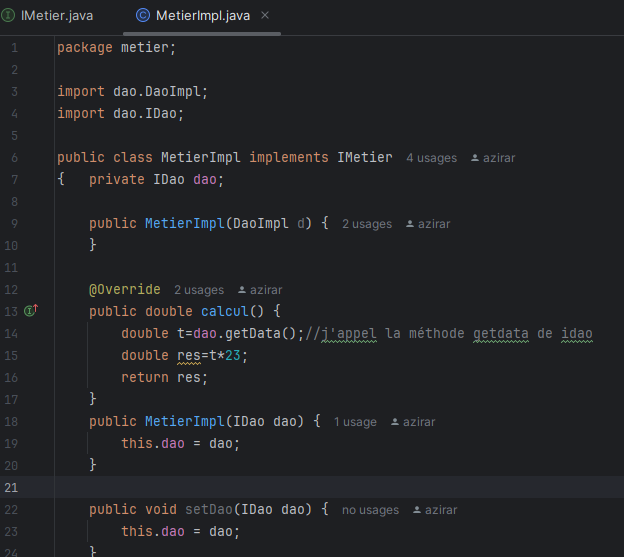 IMetier.java MetierImpl.java ×
1 package metier;
2
3 import dao.DaoImpl;
4 import dao.IDao;
5
6 public class MetierImpl implements IMetier 4 usages azirar
7 { private IDao dao;
8
9 public MetierImpl(DaoImpl d) { 2 usages azirar
10 }
11
12 @Override 2 usages azirar
13 public double calcul() {
14 double t=dao.getData();//j'appel la méthode getdata de idao
15 double res=t*23;
16 return res;
17 }
18 public MetierImpl(IDao dao) { 1 usage azirar
19 this.dao = dao;
20 }
21
22 public void setDao(IDao dao) { no usages azirar
23 this.dao = dao;
24 }